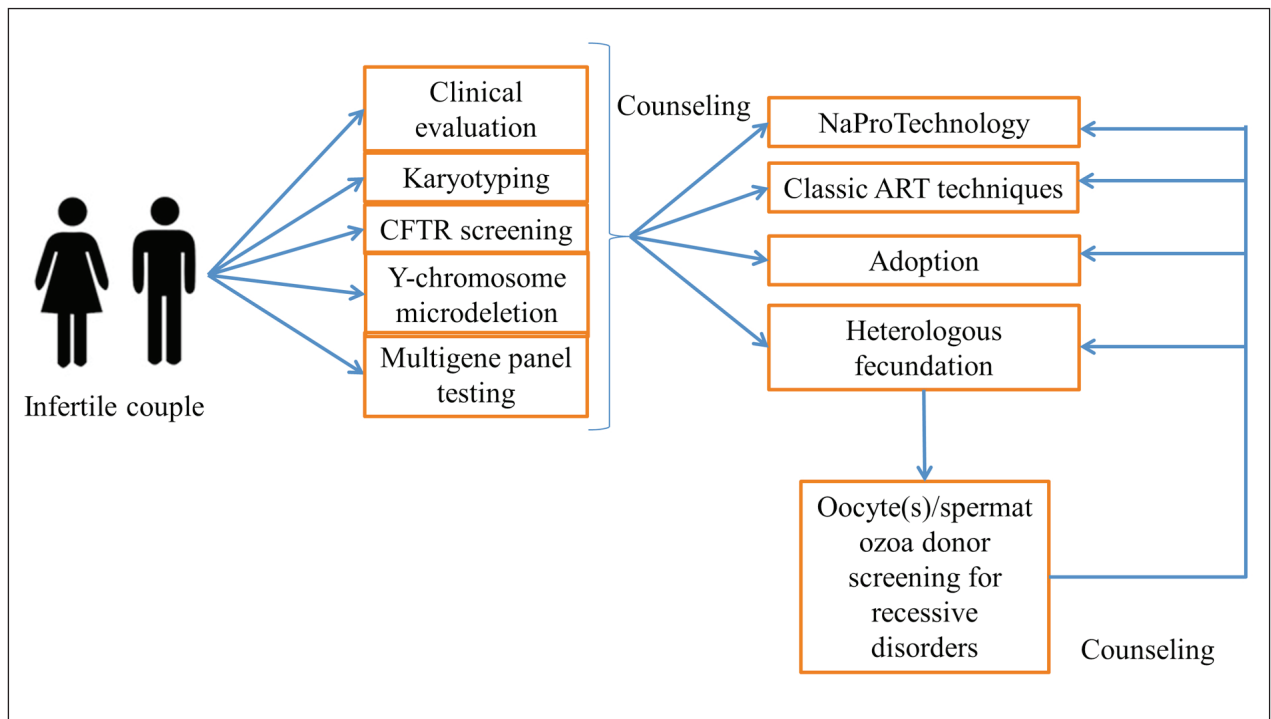 Infertile couple
Clinical
evaluation
Karyotyping
CFTR screening
Y-chromosome
microdeletion
Multigene panel
testing
Counseling
NaProTechnology
Classic ART techniques
Adoption
Heterologous
fecundation
Oocyte(s)/spermat
ozoa donor
screening for
recessive
disorders
Counseling